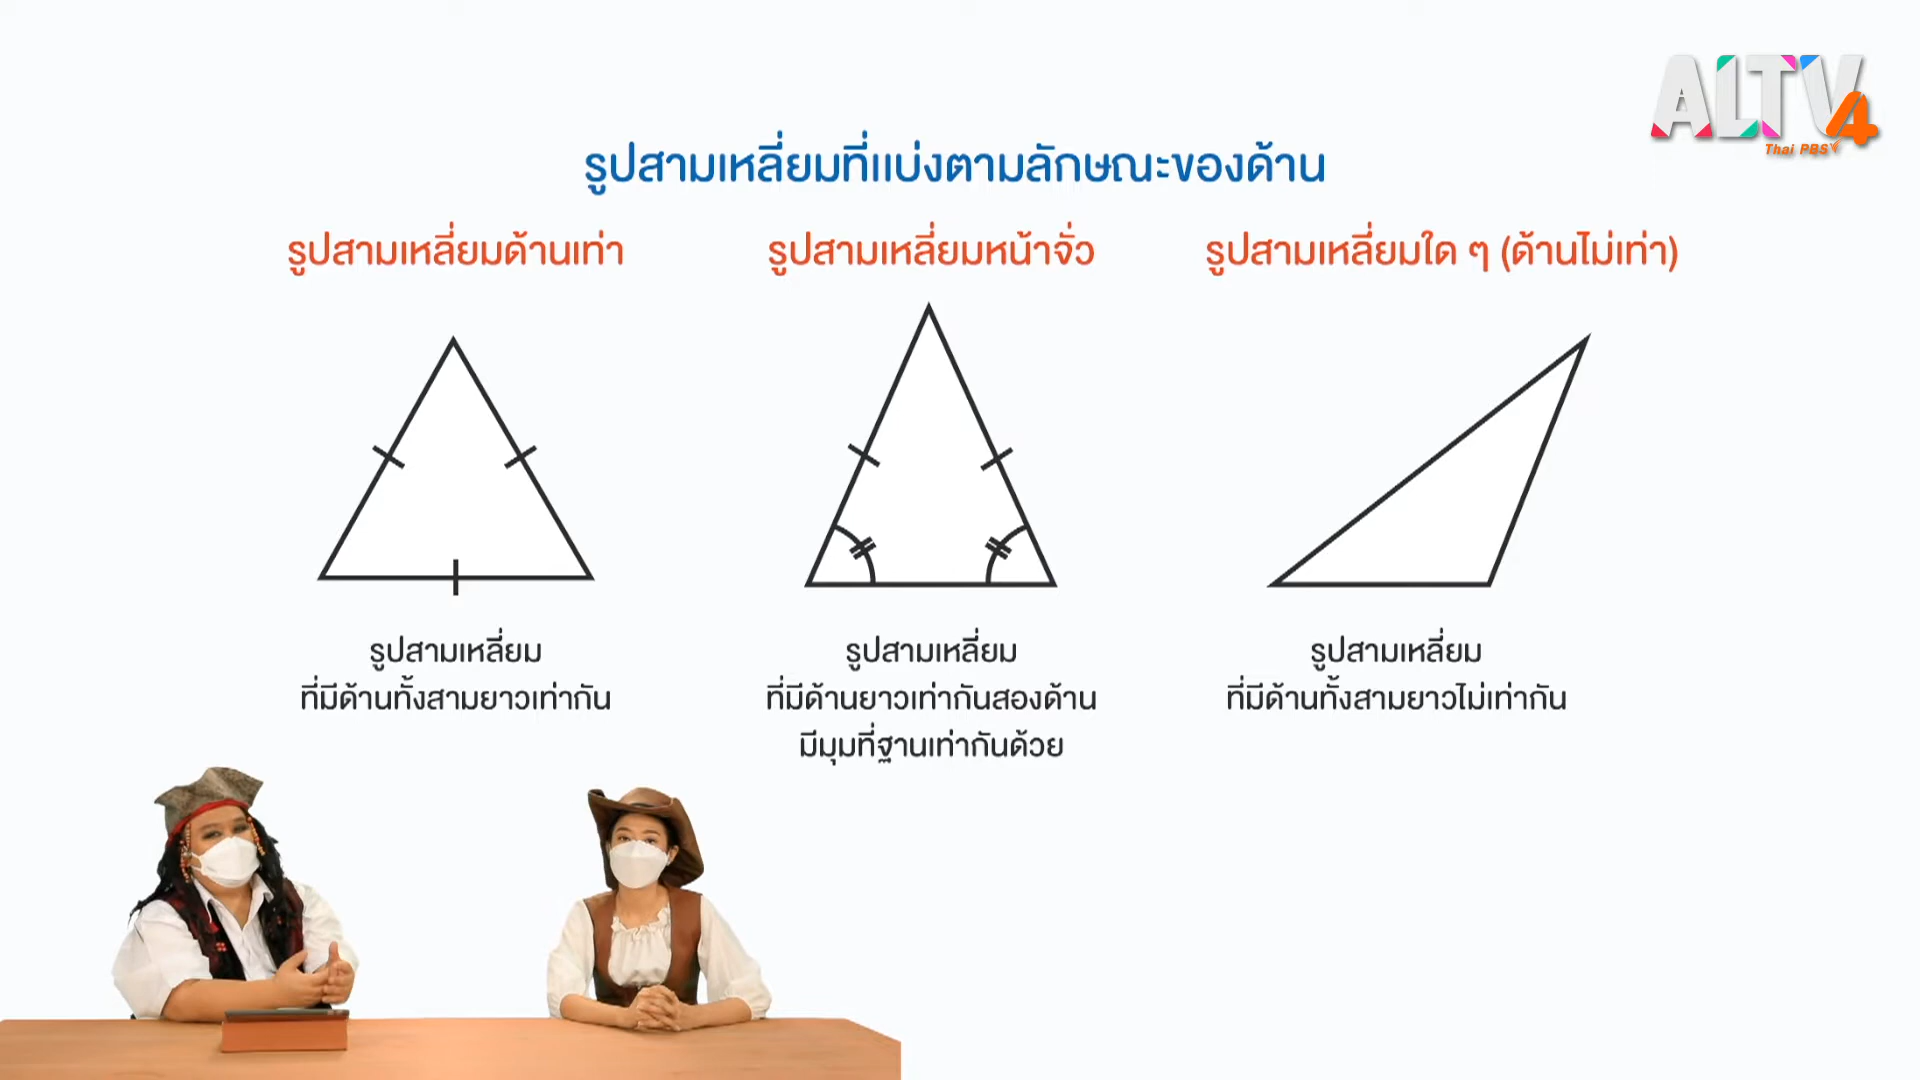 ALTV4
Thai PBS
รูปสามเหลี่ยมที่แบ่งตามลักษณะของด้าน
รูปสามเหลี่ยมด้านเท่า
รูปสามเหลี่ยมหน้าจั่ว
รูปสามเหลี่ยมใด ๆ (ด้านไม่เท่า)
รูปสามเหลี่ยม
ที่มีด้านทั้งสามยาวเท่ากัน
รูปสามเหลี่ยม
ที่มีด้านยาวเท่ากันสองด้าน
มีมุมที่ฐานเท่ากันด้วย
รูปสามเหลี่ยม
ที่มีด้านทั้งสามยาวไม่เท่ากัน